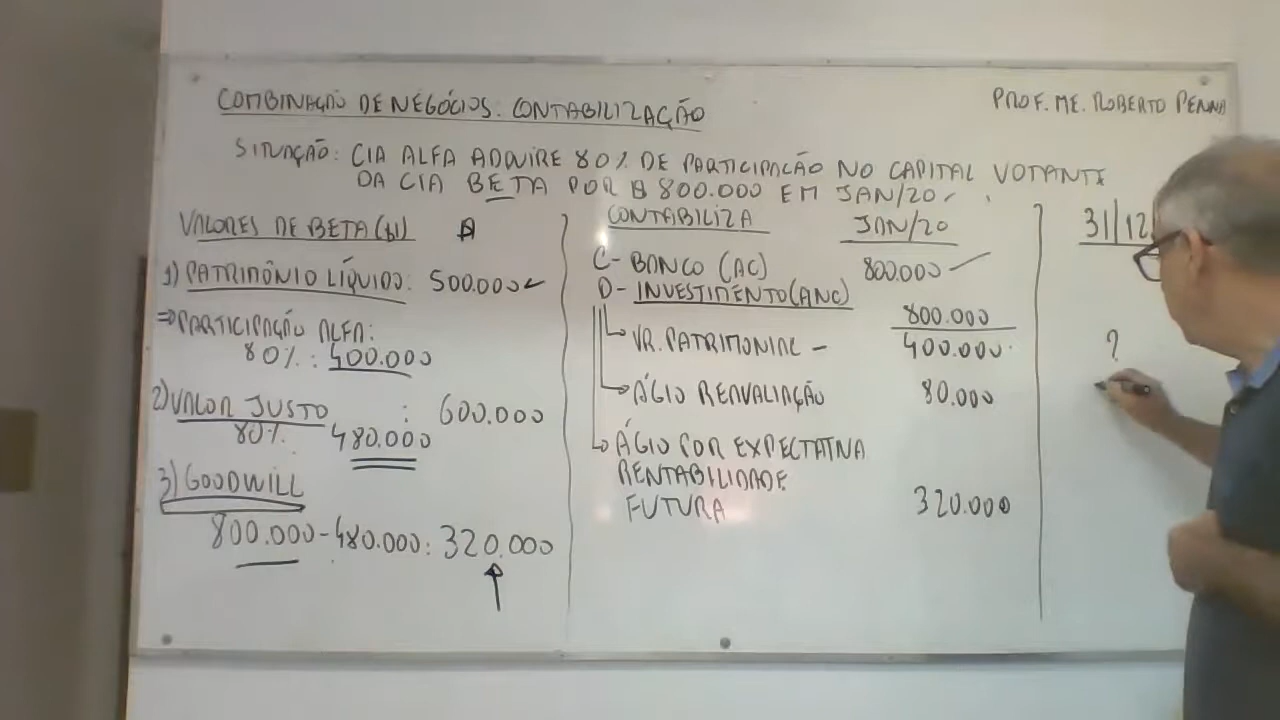 COMBINAÇÃO DE NEGÓCIOS: CONTABILIZAÇÃO
PROF. ME. ROBERTO PENNA
SITUAÇÃO: CIA ALFA ADQUIRE 80% DE PARTICIPAÇÃO NO CAPITAL VOTANTE
DA CIA BETA POR $ 800.000 EM JAN/20
VALORES DE BETA (bl) $
1) PATRIMÔNIO LÍQUIDO: 500.000
⇒ PARTICIPAÇÃO ALFA:
80%: 400.000
2) VALOR JUSTO : 600.000
80% 480.000
3) GOODWILL
800.000 - 480.000: 320.000
CONTABILIZA JAN/20
C- BANCO (AC) 800.000
D- INVESTIMENTO (ANC) 800.000
VR. PATRIMONIAL - 400.000
ÁGIO REAVALIAÇÃO 80.000
ÁGIO POR EXPECTATIVA
RENTABILIDADE
FUTURA 320.000
31/12
?